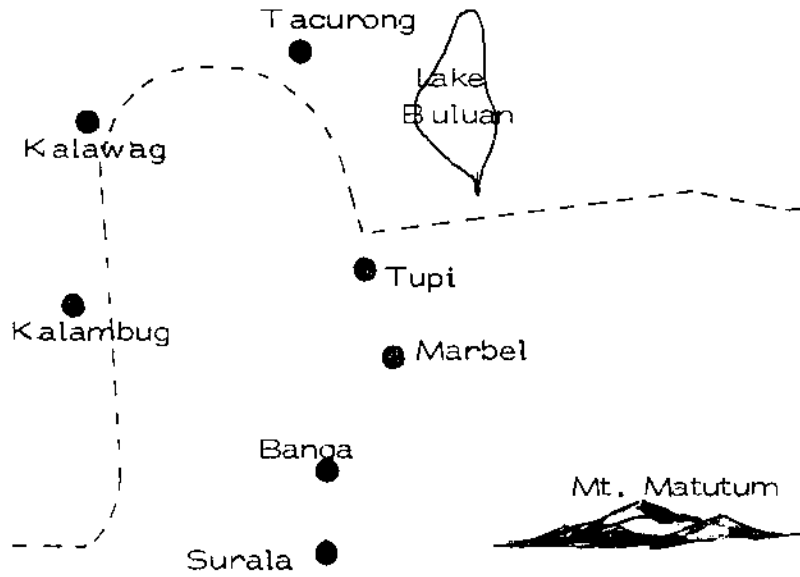 Tacurong
Lake
Buluan
Kalawag
Tupi
Kalambug
Marbel
Banga
Mt. Matutum
Surala